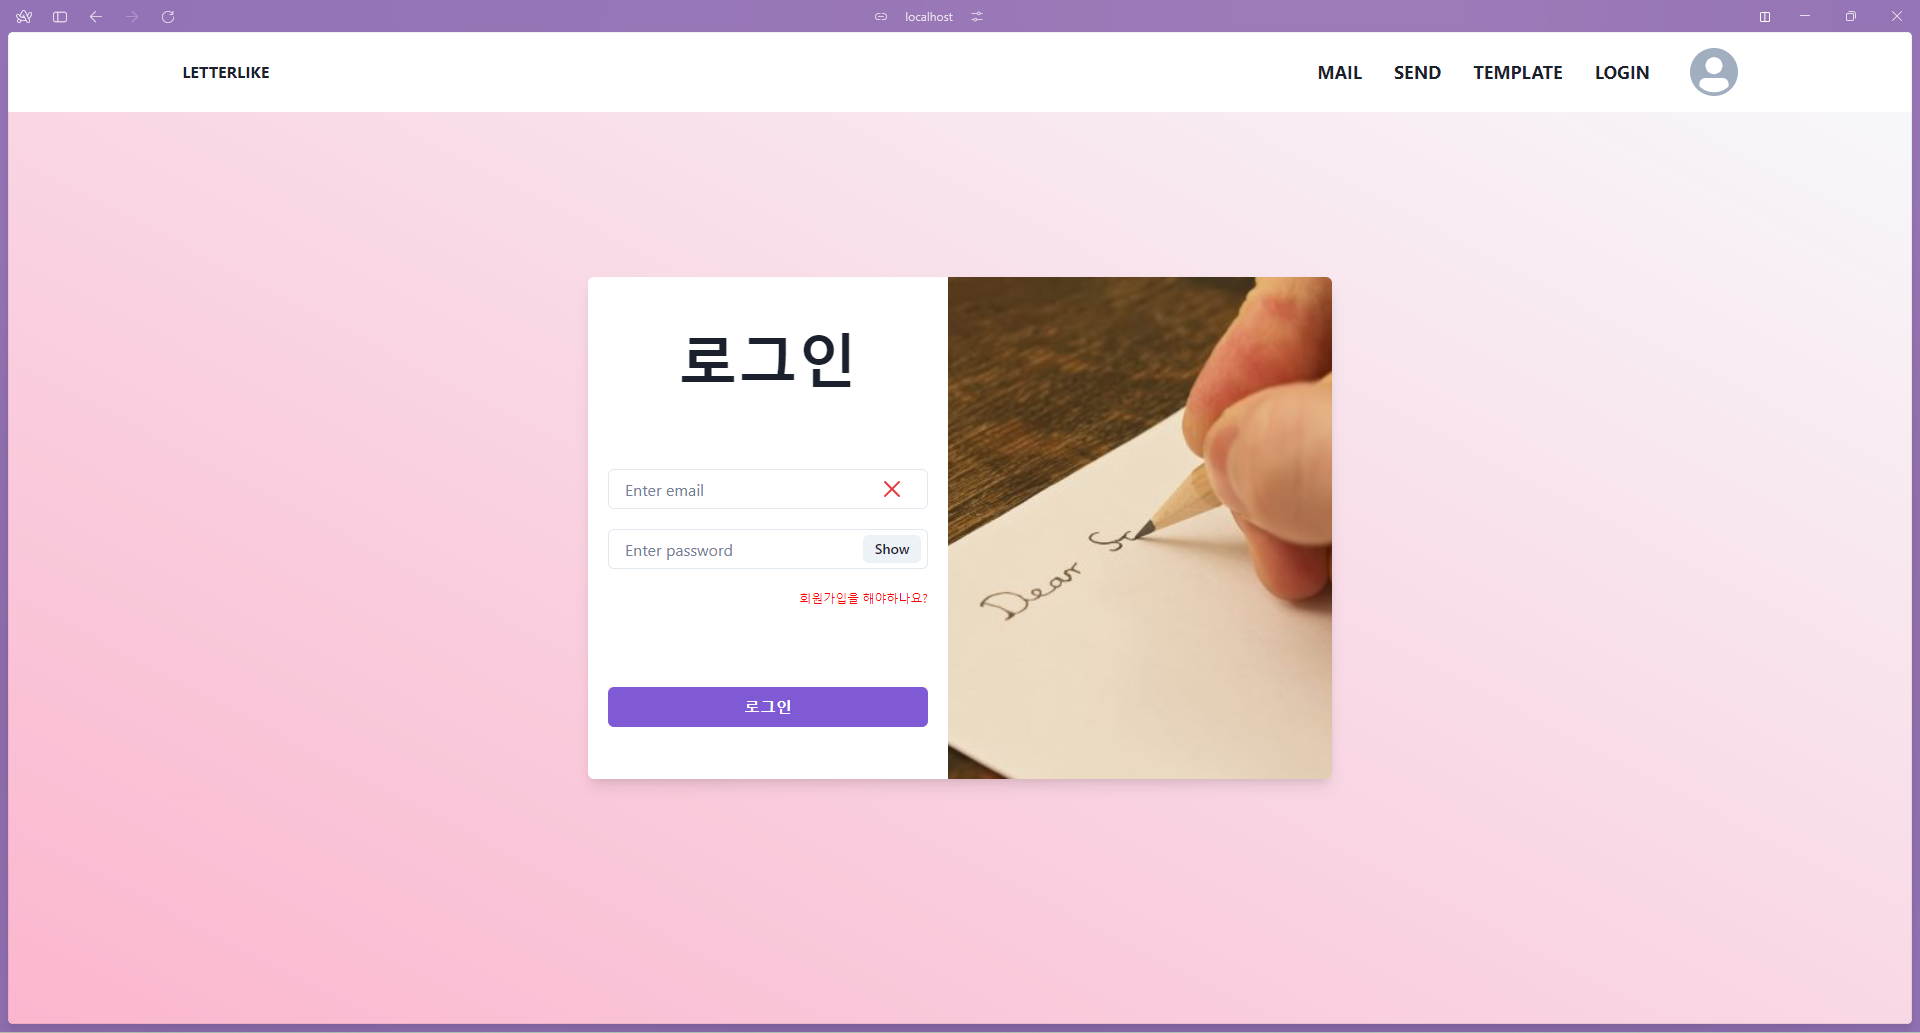 localhost
LETTERLIKE
MAIL SEND TEMPLATE LOGIN
로그인
Enter email
Enter password Show
회원가입을 해야하나요?
로그인
Dear